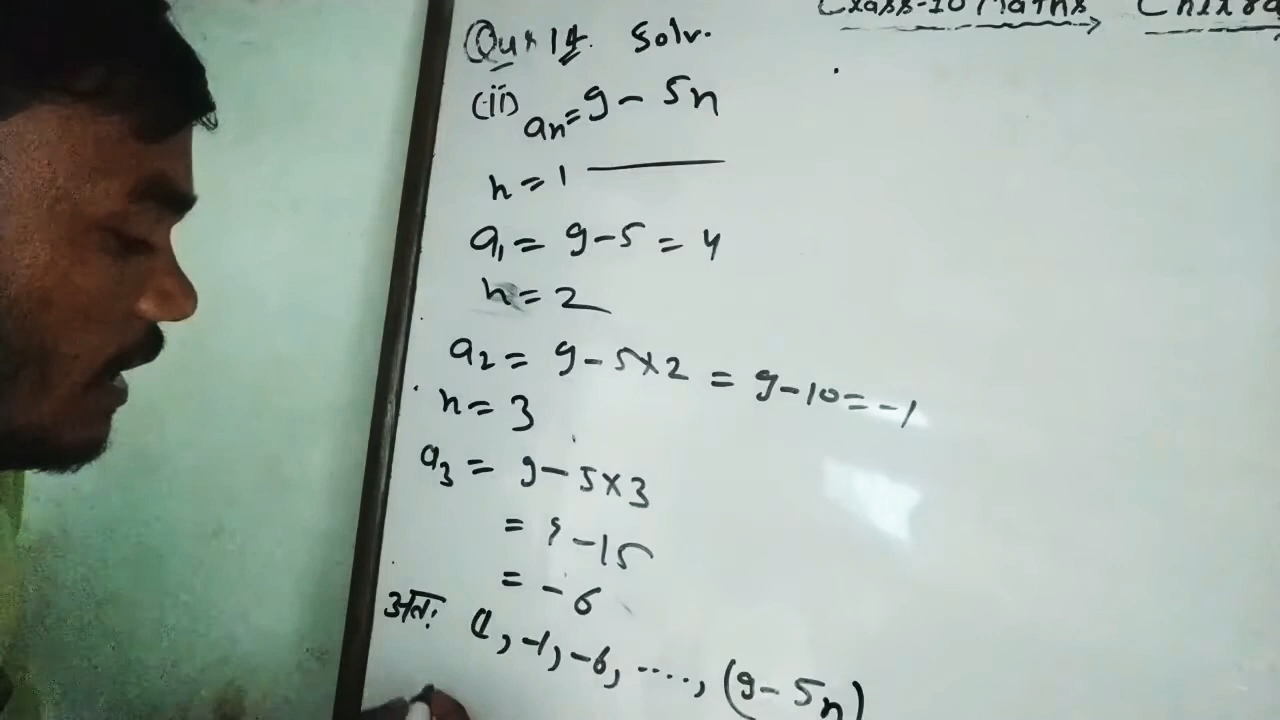 Class-10 Maths
Qu*14. Solv.
(ii) an = 9 - 5n
n = 1
a1 = 9-5 = 4
n = 2
a2 = 9-5×2 = 9-10 = -1
n = 3
a3 = 9-5×3
= 9-15
= -6
अतः 4, -1, -6, ...., (9-5n)